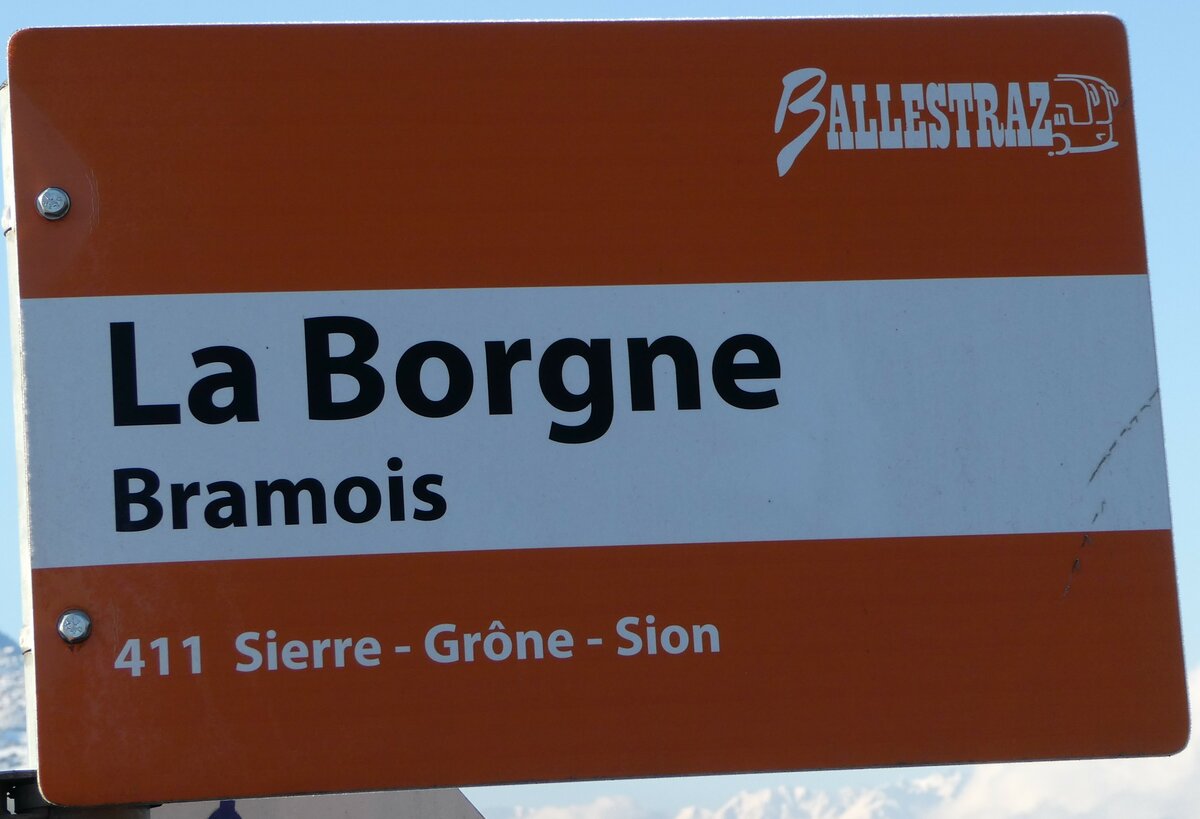 BALLESTRAZ
La Borgne
Bramois
411 Sierre - Grône - Sion